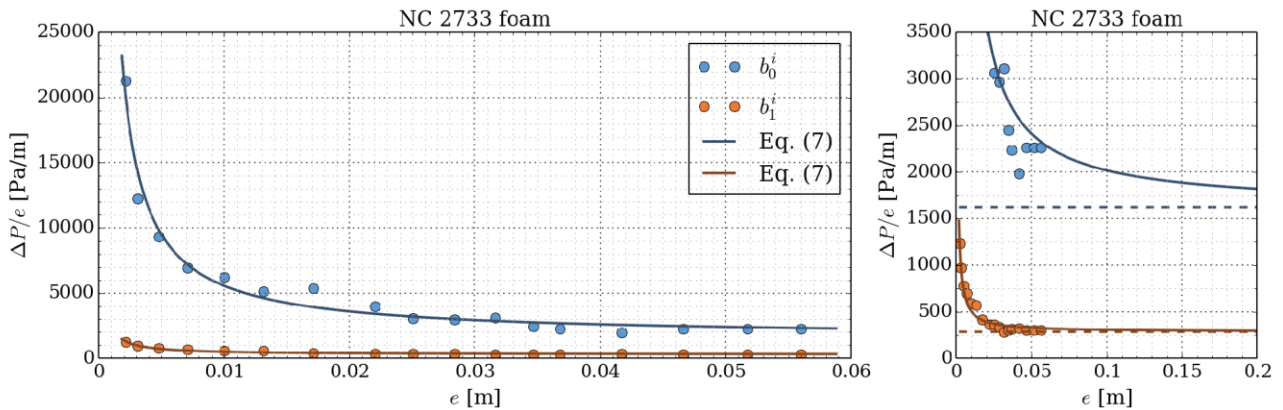 NC 2733 foam
25000
20000
15000
10000
5000
0
ΔP/e [Pa/m]
0
0.01
0.02
0.03
0.04
0.05
0.06
e [m]
b_0^i
b_1^i
Eq. (7)
Eq. (7)
NC 2733 foam
3500
3000
2500
2000
1500
1000
500
0
ΔP/e [Pa/m]
0
0.05
0.1
0.15
0.2
e [m]